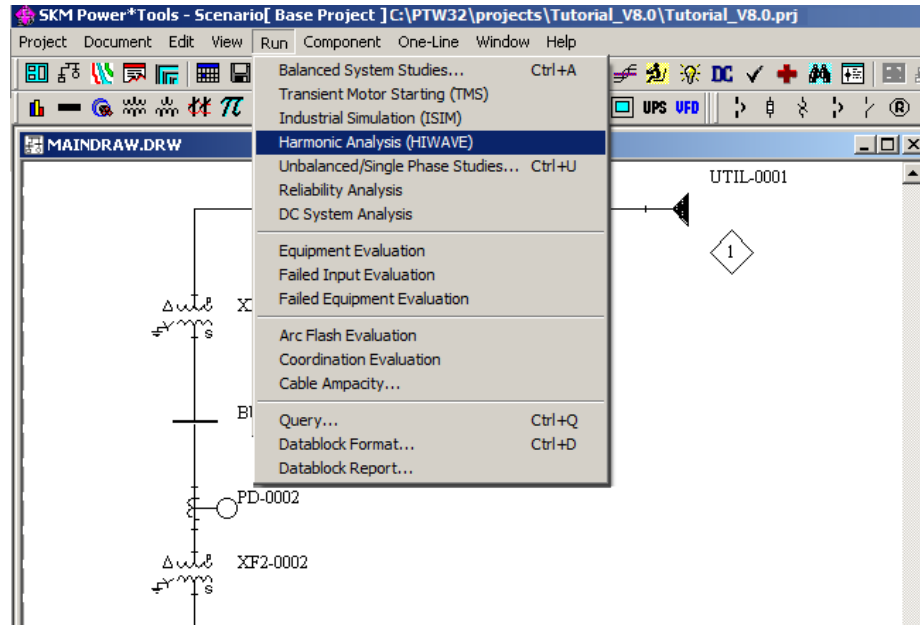 SKM Power*Tools - Scenario[ Base Project ] C:\PTW32\projects\Tutorial_V8.0\Tutorial_V8.0.prj
Project Document Edit View Run Component One-Line Window Help
DC
UPS VFD R
MAINDRAW.DRW
Balanced System Studies... Ctrl+A
Transient Motor Starting (TMS)
Industrial Simulation (ISIM)
Harmonic Analysis (HIWAVE)
Unbalanced/Single Phase Studies... Ctrl+U
Reliability Analysis
DC System Analysis
Equipment Evaluation
Failed Input Evaluation
Failed Equipment Evaluation
Arc Flash Evaluation
Coordination Evaluation
Cable Ampacity...
Query... Ctrl+Q
Datablock Format... Ctrl+D
Datablock Report...
UTIL-0001
1
S
PD-0002
XF2-0002
S